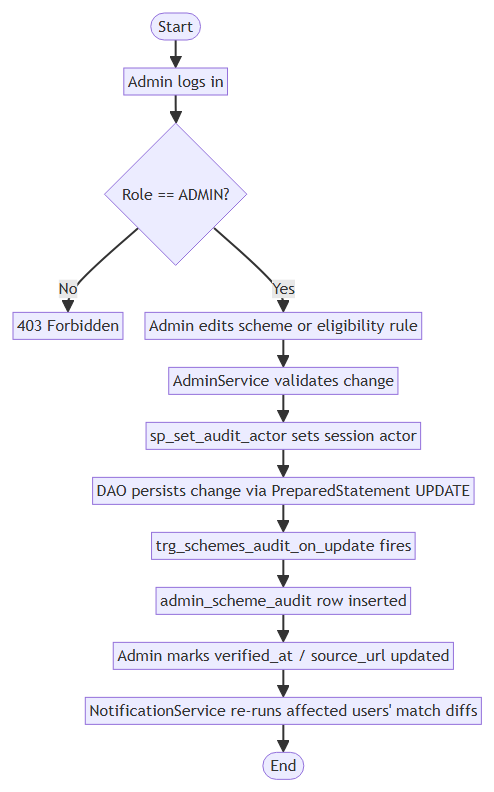 Start
Admin logs in
Role == ADMIN?
No
Yes
403 Forbidden
Admin edits scheme or eligibility rule
AdminService validates change
sp_set_audit_actor sets session actor
DAO persists change via PreparedStatement UPDATE
trg_schemes_audit_on_update fires
admin_scheme_audit row inserted
Admin marks verified_at / source_url updated
NotificationService re-runs affected users' match diffs
End